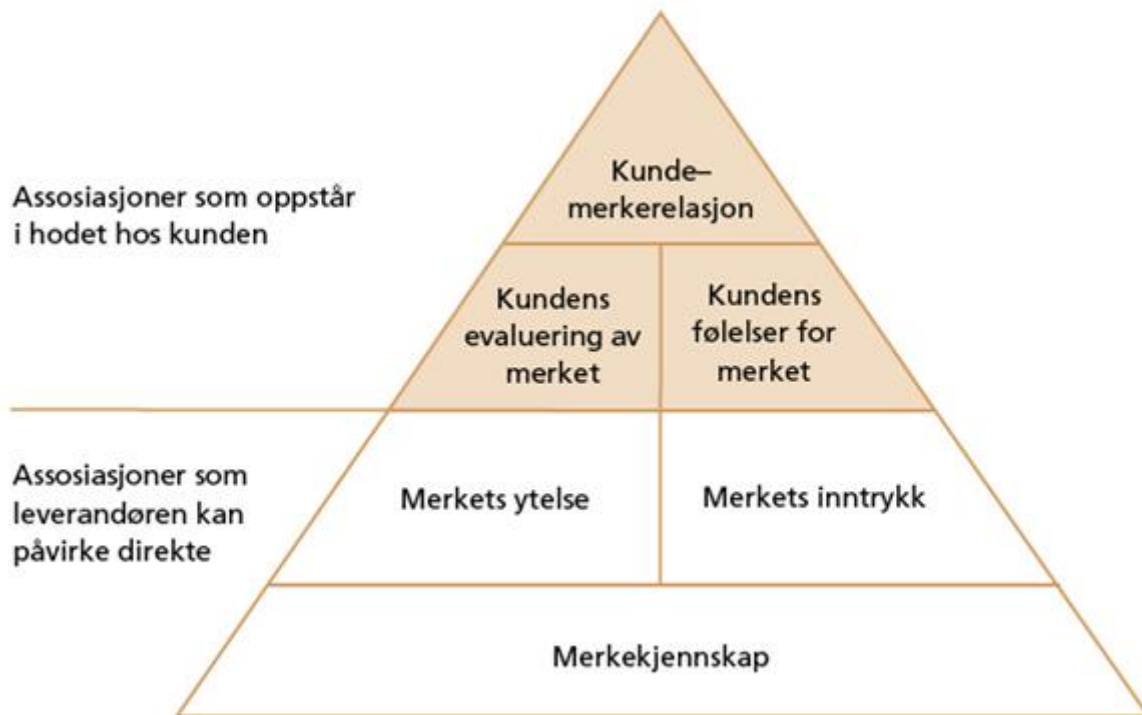 Assosiasjoner som oppstår
i hodet hos kunden
Kunde–
merkerelasjon
Kundens
evaluering av
merket
Kundens
følelser for
merket
Assosiasjoner som
leverandøren kan
påvirke direkte
Merkets ytelse
Merkets inntrykk
Merkekjennskap